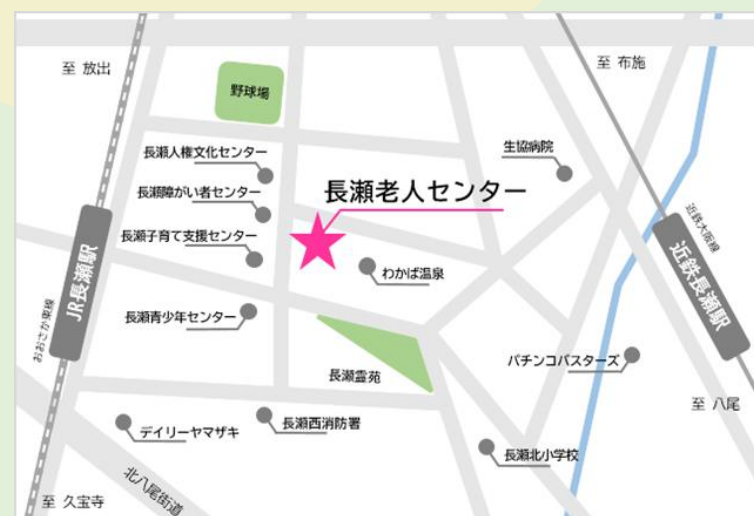 至 放出
至 布施
野球場
生協病院
長瀬人権文化センター
長瀬障がい者センター
長瀬老人センター
近鉄大阪線
長瀬子育て支援センター
わかば温泉
近鉄長瀬駅
JR長瀬駅
おおさか東線
長瀬青少年センター
パチンコバスターズ
長瀬霊苑
至 八尾
長瀬西消防署
デイリーヤマザキ
長瀬北小学校
北八尾街道
至 久宝寺